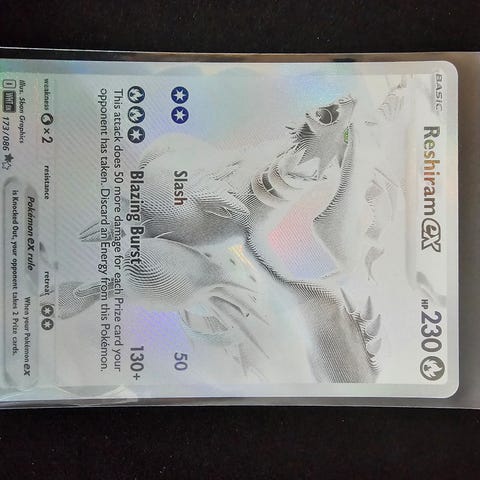 BASIC
Reshiram ex
HP 230
Slash
50
Blazing Burst
130+
This attack does 50 more damage for each Prize card your
opponent has taken. Discard an Energy from this Pokémon.
weakness
×2
resistance
retreat
Illus. 5ban Graphics
173/086
Pokémon ex rule
When your Pokémon ex
is Knocked Out, your opponent takes 2 Prize cards.